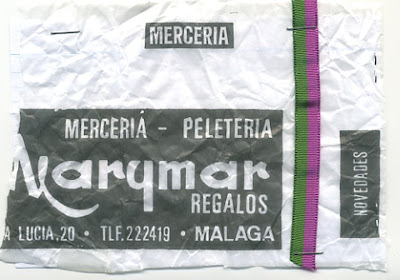 MERCERIA
MERCERIÁ - PELETERIA
Marymar
REGALOS
A LUCIA,20 • TLF.222419 • MALAGA
NOVEDADES